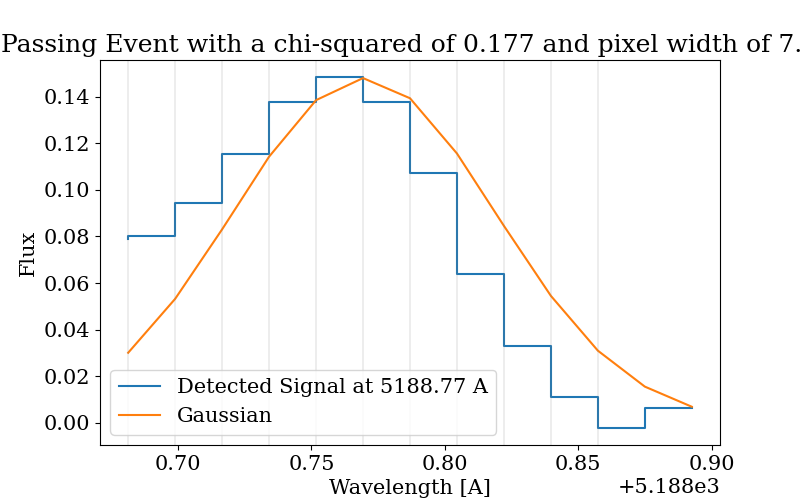 Passing Event with a chi-squared of 0.177 and pixel width of 7.
0.14
0.12
0.10
0.08
0.06
0.04
0.02
0.00
Flux
Detected Signal at 5188.77 A
Gaussian
0.70 0.75 0.80 0.85 0.90
Wavelength [A]
+5.188e3